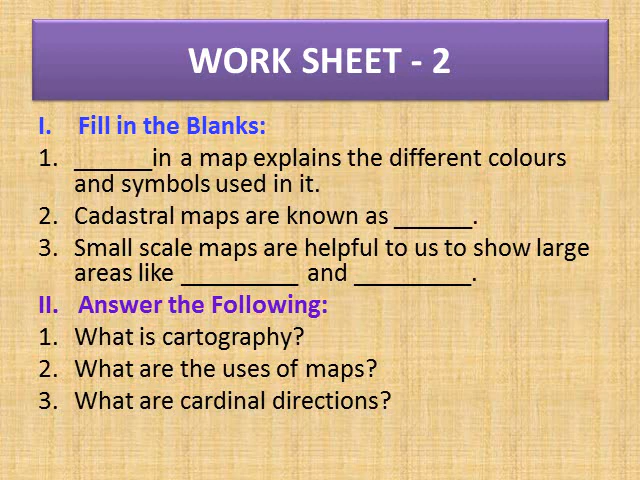 WORK SHEET - 2
I. Fill in the Blanks:
1. ______in a map explains the different colours
and symbols used in it.
2. Cadastral maps are known as ______.
3. Small scale maps are helpful to us to show large
areas like _________ and _________.
II. Answer the Following:
1. What is cartography?
2. What are the uses of maps?
3. What are cardinal directions?